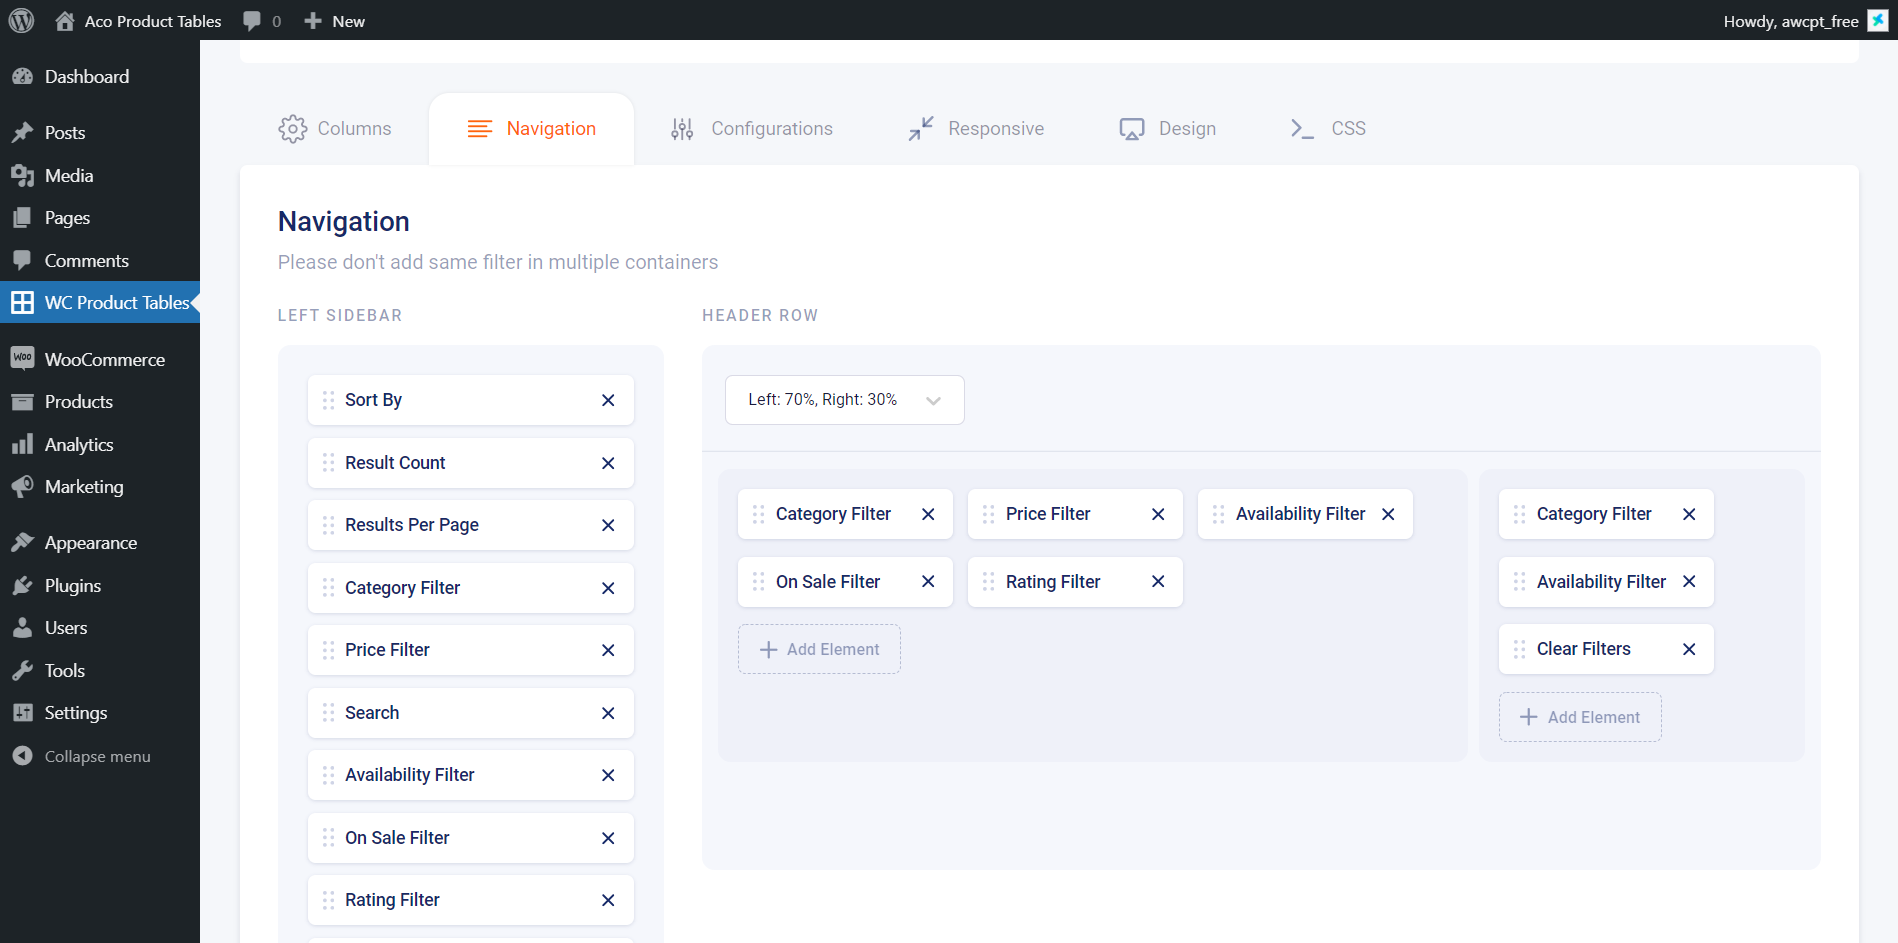 Aco Product Tables
0
New
Howdy, awcpt_free
Dashboard
Posts
Media
Pages
Comments
WC Product Tables
Woo WooCommerce
Products
Analytics
Marketing
Appearance
Plugins
Users
Tools
Settings
Collapse menu
Columns
Navigation
Configurations
Responsive
Design
CSS
Navigation
Please don't add same filter in multiple containers
LEFT SIDEBAR
Sort By
Result Count
Results Per Page
Category Filter
Price Filter
Search
Availability Filter
On Sale Filter
Rating Filter
HEADER ROW
Left: 70%, Right: 30%
Category Filter
Price Filter
Availability Filter
On Sale Filter
Rating Filter
Add Element
Category Filter
Availability Filter
Clear Filters
Add Element